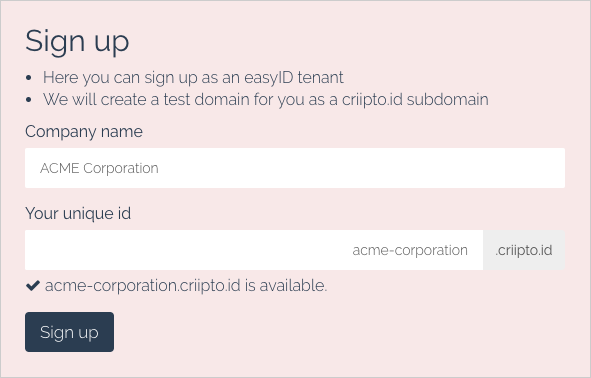 Sign up
Here you can sign up as an easyID tenant
We will create a test domain for you as a criipto.id subdomain
Company name
ACME Corporation
Your unique id
acme-corporation .criipto.id
acme-corporation.criipto.id is available.
Sign up